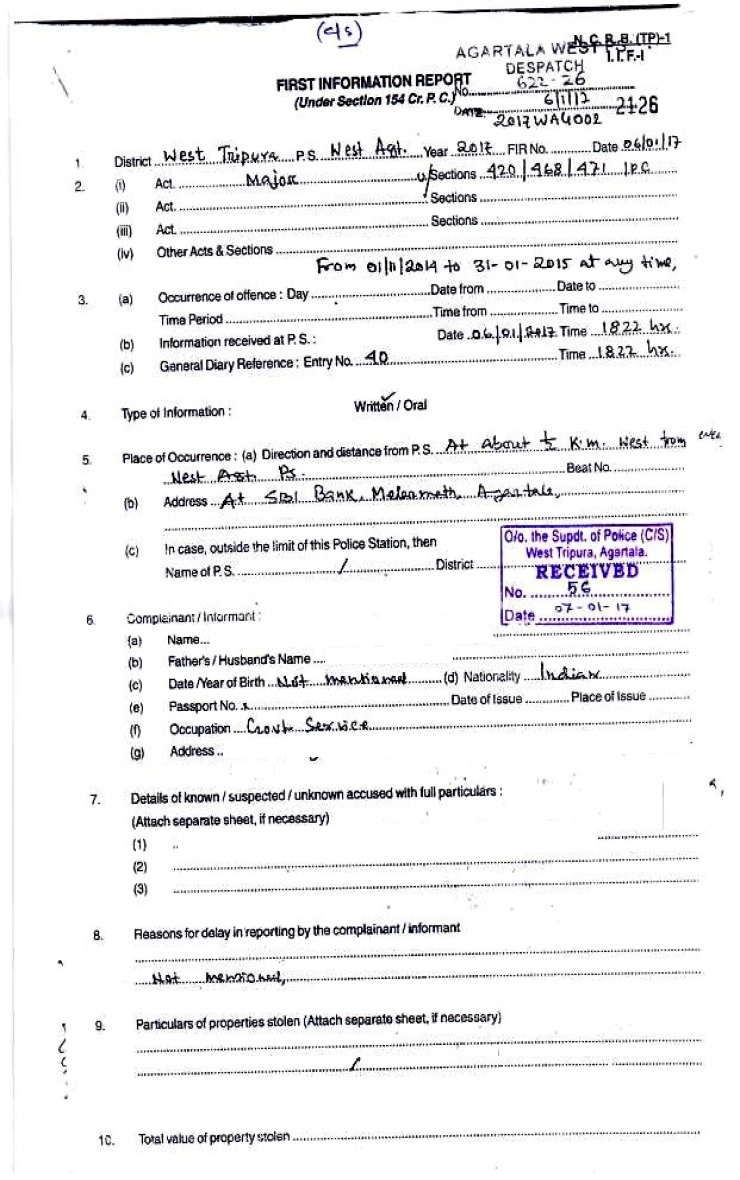 (c/s)
N.C.R.B. (TP)-1
AGARTALA WEST P.S. I.I.F.-I
DESPATCH
FIRST INFORMATION REPORT
No. 622-26
(Under Section 154 Cr. P. C.)
DATE 6/1/17 21-26
2017WA4002
1. District West Tripura P.S. West Agt. Year 2017 FIR No. Date 06/01/17
2. (i) Act. Major u/Sections 420/468/471 IPC
(ii) Act. Sections
(iii) Act. Sections
(iv) Other Acts & Sections
From 01/11/2014 to 31-01-2015 at any time,
3. (a) Occurrence of offence : Day Date from Date to
Time Period Time from Time to
(b) Information received at P. S. : Date 06/01/2017 Time 1822 hr.
(c) General Diary Reference : Entry No. 40 Time 1822 hr.
4. Type of Information : Written / Oral
5. Place of Occurrence : (a) Direction and distance from P.S. At about ½ K.m. West from
West Agt. Ps. Beat No.
(b) Address At SBI Bank, Melarmath, Agartala,
(c) In case, outside the limit of this Police Station, then
Name of P. S. / District
O/o. the Supdt. of Police (C/S)
West Tripura, Agartala.
RECEIVED
No. 56
Date 07-01-17
6. Complainant / Informant :
(a) Name
(b) Father's / Husband's Name
(c) Date /Year of Birth Not mentioned (d) Nationality Indian
(e) Passport No. x Date of Issue Place of Issue
(f) Occupation Govt. Service
(g) Address
7. Details of known / suspected / unknown accused with full particulars :
(Attach separate sheet, if necessary)
(1)
(2)
(3)
8. Reasons for delay in reporting by the complainant / informant
Not mensioned,
9. Particulars of properties stolen (Attach separate sheet, if necessary)
/
10. Total value of property stolen